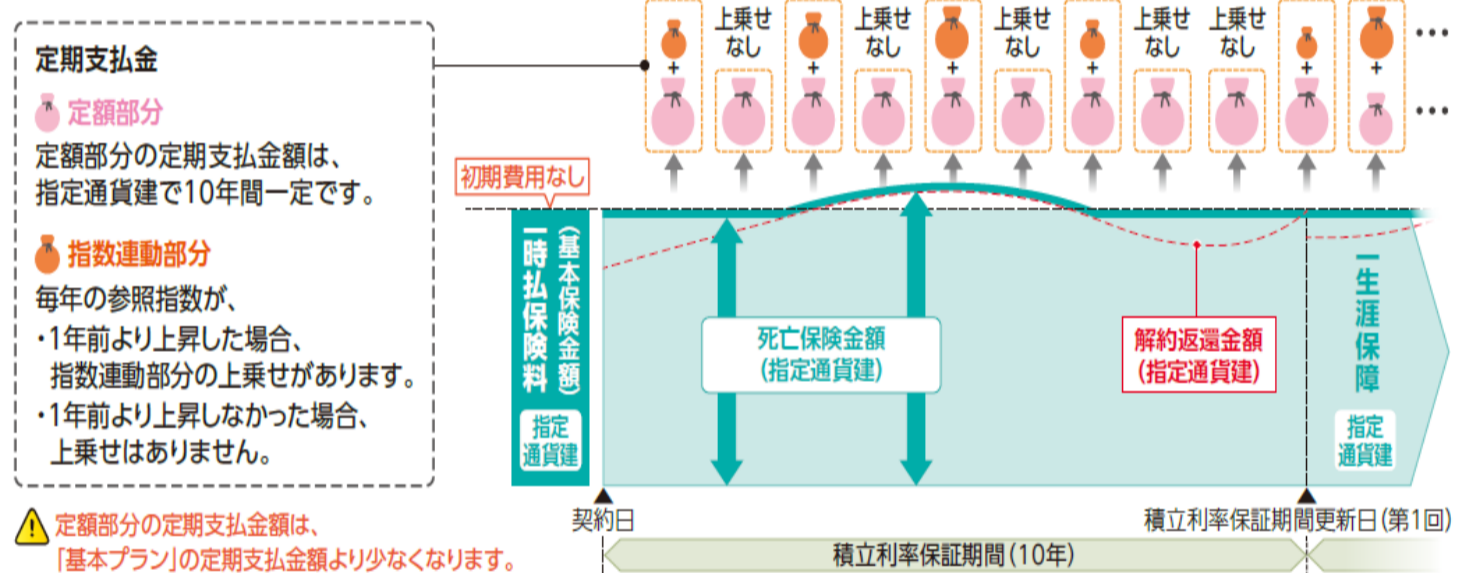 定期支払金
定額部分
定額部分の定期支払金額は、
指定通貨建で10年間一定です。
指数連動部分
毎年の参照指数が、
・1年前より上昇した場合、
指数連動部分の上乗せがあります。
・1年前より上昇しなかった場合、
上乗せはありません。
定額部分の定期支払金額は、
「基本プラン」の定期支払金額より少なくなります。
+
上乗せ
なし
+
上乗せ
なし
+
上乗せ
なし
+
上乗せ
なし
上乗せ
なし
+
+
…
…
初期費用なし
一時払保険料
(基本保険金額)
指定
通貨建
死亡保険金額
(指定通貨建)
解約返還金額
(指定通貨建)
一生涯保障
指定
通貨建
契約日
積立利率保証期間更新日(第1回)
積立利率保証期間(10年)